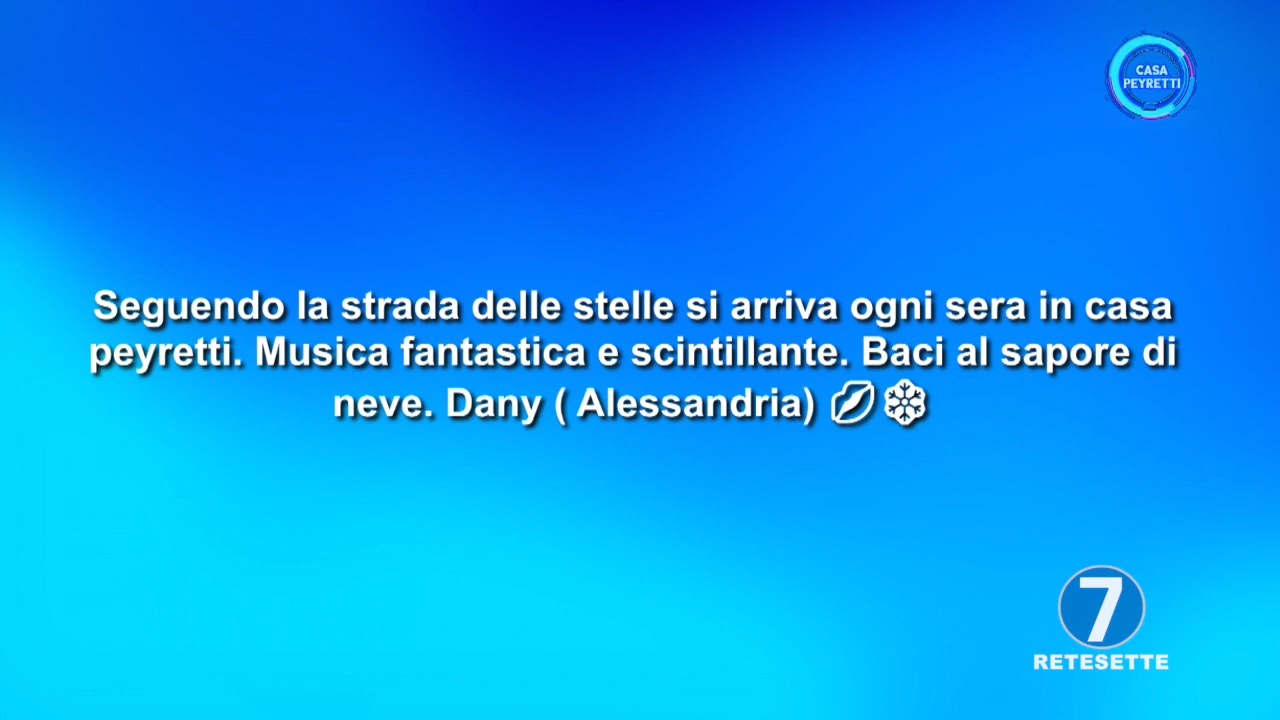 CASA
PEYRETTI
Seguendo la strada delle stelle si arriva ogni sera in casa
peyretti. Musica fantastica e scintillante. Baci al sapore di
neve. Dany ( Alessandria) 💋❄
7
RETESETTE